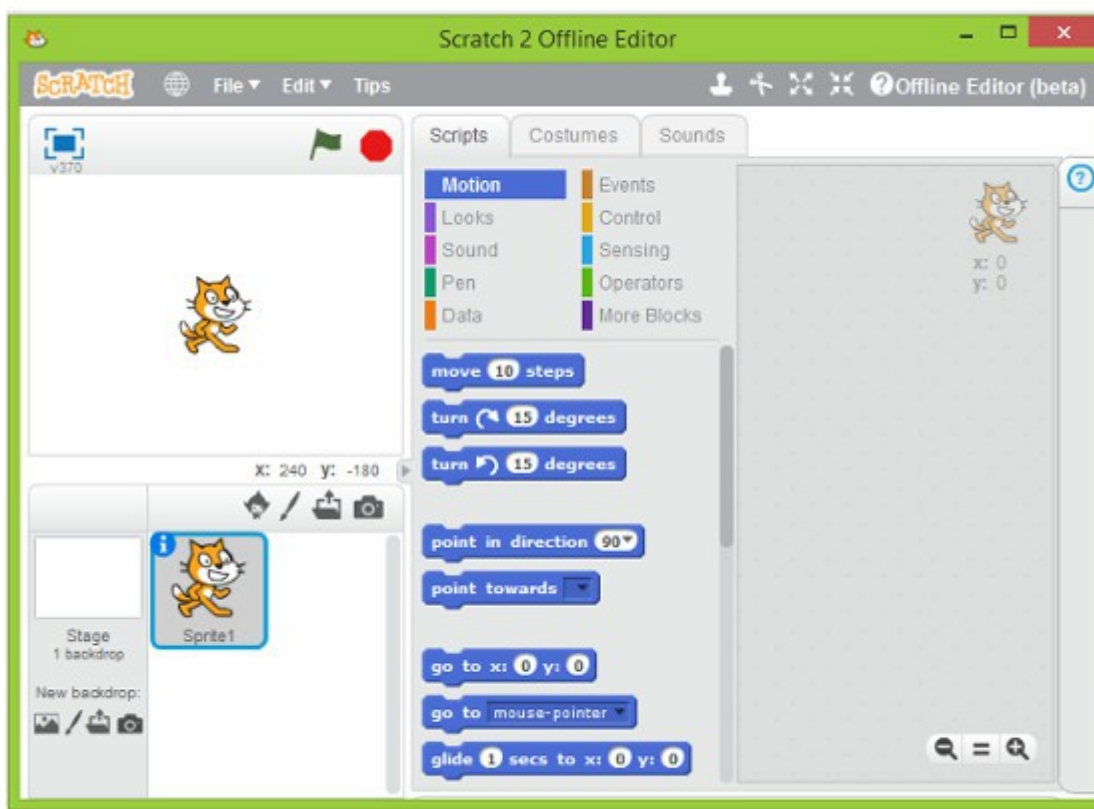 Scratch 2 Offline Editor
SCRATCH File Edit Tips Offline Editor (beta)
v370
x: 240 y: -180
Stage
1 backdrop
New backdrop:
Sprite1
Scripts Costumes Sounds
Motion Events
Looks Control
Sound Sensing
Pen Operators
Data More Blocks
move 10 steps
turn 15 degrees
turn 15 degrees
point in direction 90
point towards
go to x: 0 y: 0
go to mouse-pointer
glide 1 secs to x: 0 y: 0
x: 0
y: 0